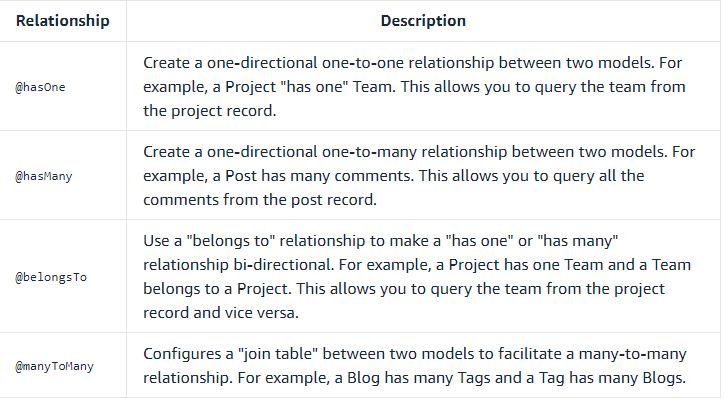 Relationship Description
@hasOne
Create a one-directional one-to-one relationship between two models. For
example, a Project "has one" Team. This allows you to query the team from
the project record.
@hasMany
Create a one-directional one-to-many relationship between two models. For
example, a Post has many comments. This allows you to query all the
comments from the post record.
@belongsTo
Use a "belongs to" relationship to make a "has one" or "has many"
relationship bi-directional. For example, a Project has one Team and a Team
belongs to a Project. This allows you to query the team from the project
record and vice versa.
@manyToMany
Configures a "join table" between two models to facilitate a many-to-many
relationship. For example, a Blog has many Tags and a Tag has many Blogs.